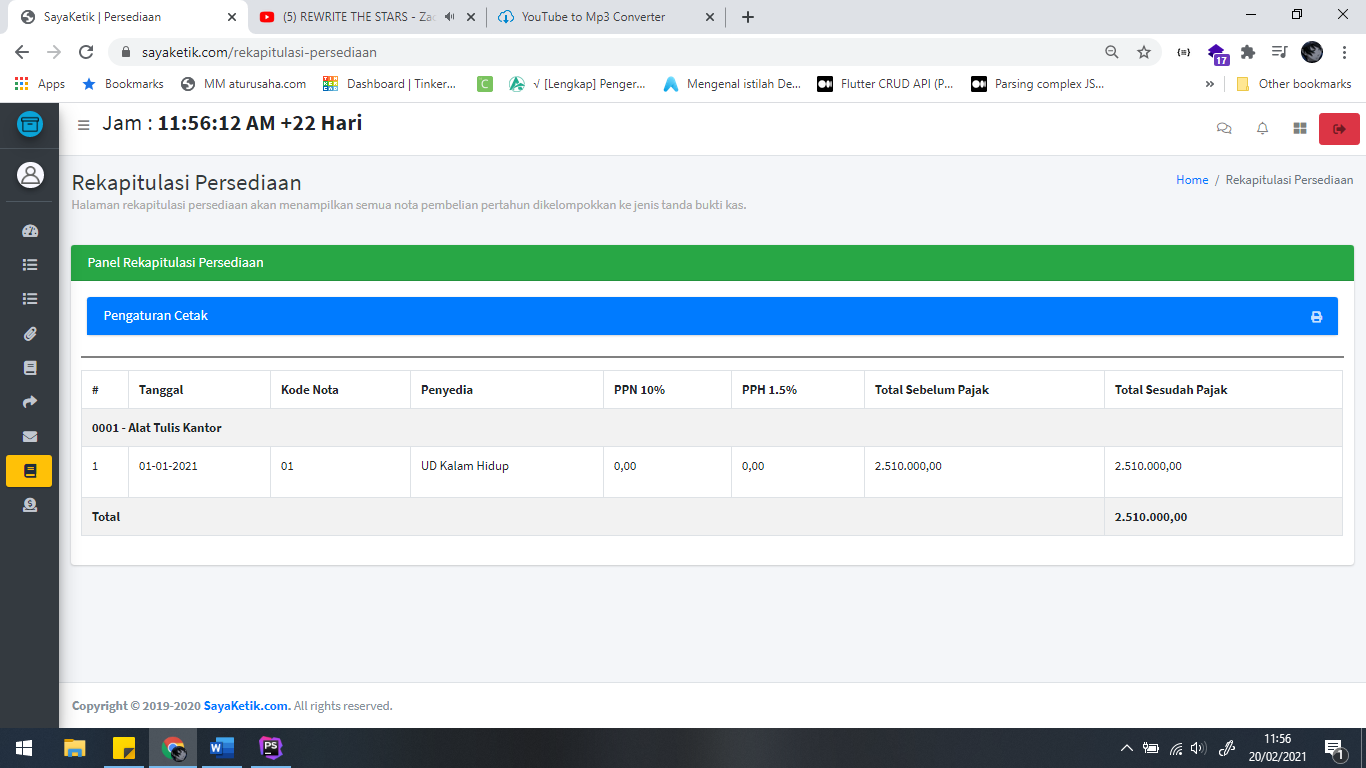 SayaKetik | Persediaan
(5) REWRITE THE STARS - Zac
YouTube to Mp3 Converter
sayaketik.com/rekapitulasi-persediaan
17
Apps
Bookmarks
MM aturusaha.com
Dashboard | Tinker...
C
√ [Lengkap] Penger...
Mengenal istilah De...
Flutter CRUD API (P...
Parsing complex JS...
»
Other bookmarks
Jam : 11:56:12 AM +22 Hari
Rekapitulasi Persediaan
Home / Rekapitulasi Persediaan
Halaman rekapitulasi persediaan akan menampilkan semua nota pembelian pertahun dikelompokkan ke jenis tanda bukti kas.
Panel Rekapitulasi Persediaan
Pengaturan Cetak
# Tanggal Kode Nota Penyedia PPN 10% PPH 1.5% Total Sebelum Pajak Total Sesudah Pajak
0001 - Alat Tulis Kantor
1 01-01-2021 01 UD Kalam Hidup 0,00 0,00 2.510.000,00 2.510.000,00
Total 2.510.000,00
Copyright © 2019-2020 SayaKetik.com. All rights reserved.
W
PS
11:56
20/02/2021
1